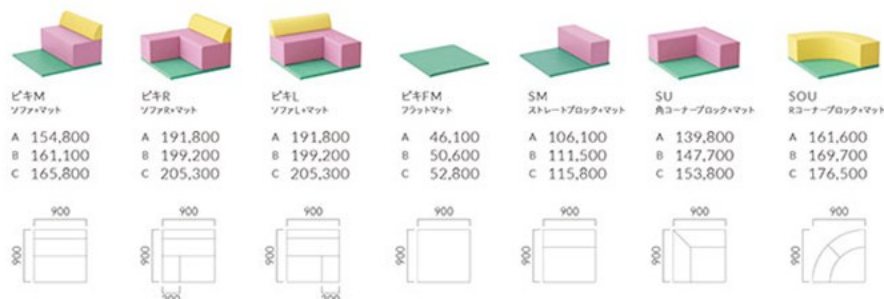 ピキM
ソファ+マット
A 154,800
B 161,100
C 165,800
900
900
ピキR
ソファR+マット
A 191,800
B 199,200
C 205,300
900
900
ピキL
ソファL+マット
A 191,800
B 199,200
C 205,300
900
900
ピキFM
フラットマット
A 46,100
B 50,600
C 52,800
900
900
SM
ストレートブロック+マット
A 106,100
B 111,500
C 115,800
900
900
SU
角コーナーブロック+マット
A 139,800
B 147,700
C 153,800
900
900
SOU
Rコーナーブロック+マット
A 161,600
B 169,700
C 176,500
900
900